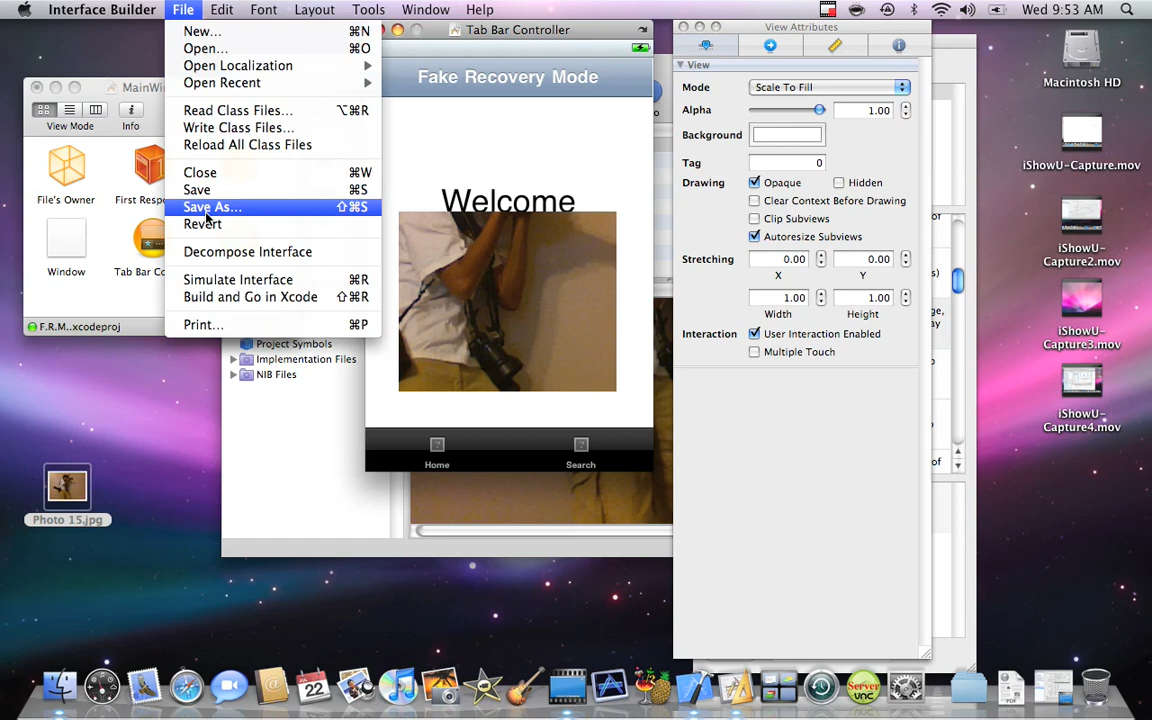 Interface Builder File Edit Font Layout Tools Window Help Wed 9:53 AM
New... ⌘N
Open... ⌘O
Open Localization
Open Recent
Read Class Files... ⌥⌘R
Write Class Files...
Reload All Class Files
Close ⌘W
Save ⌘S
Save As... ⇧⌘S
Revert
Decompose Interface
Simulate Interface ⌘R
Build and Go in Xcode ⇧⌘R
Print... ⌘P
MainWin
View Mode Info
File's Owner First Respo
Window Tab Bar Co
F.R.M...xcodeproj
Project Symbols
Implementation Files
NIB Files
Tab Bar Controller
Fake Recovery Mode
Welcome
Home Search
View Attributes
View
Mode Scale To Fill
Alpha 1.00
Background
Tag 0
Drawing Opaque Hidden
Clear Context Before Drawing
Clip Subviews
Autoresize Subviews
Stretching 0.00 0.00
X Y
1.00 1.00
Width Height
Interaction User Interaction Enabled
Multiple Touch
Macintosh HD
iShowU-Capture.mov
iShowU-
Capture2.mov
iShowU-
Capture3.mov
iShowU-
Capture4.mov
Photo 15.jpg
22
Server
vnc
PDF